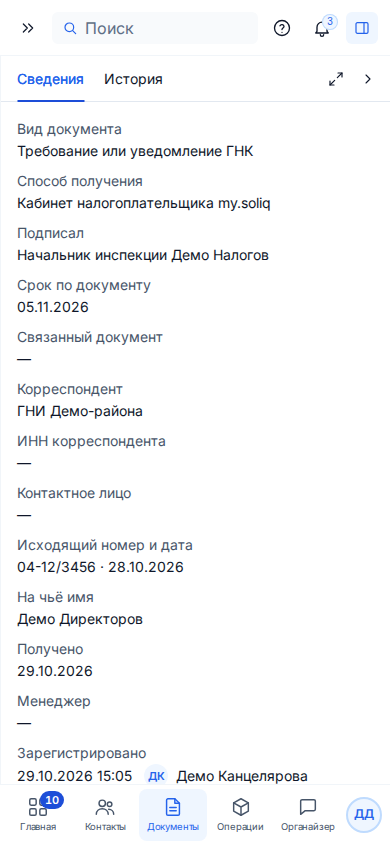 Поиск
3
Сведения История
Вид документа
Требование или уведомление ГНК
Способ получения
Кабинет налогоплательщика my.soliq
Подписал
Начальник инспекции Демо Налогов
Срок по документу
05.11.2026
Связанный документ
—
Корреспондент
ГНИ Демо-района
ИНН корреспондента
—
Контактное лицо
—
Исходящий номер и дата
04-12/3456 · 28.10.2026
На чьё имя
Демо Директоров
Получено
29.10.2026
Менеджер
—
Зарегистрировано
29.10.2026 15:05 ДК Демо Канцелярова
10
Главная Контакты Документы Операции Органайзер ДД